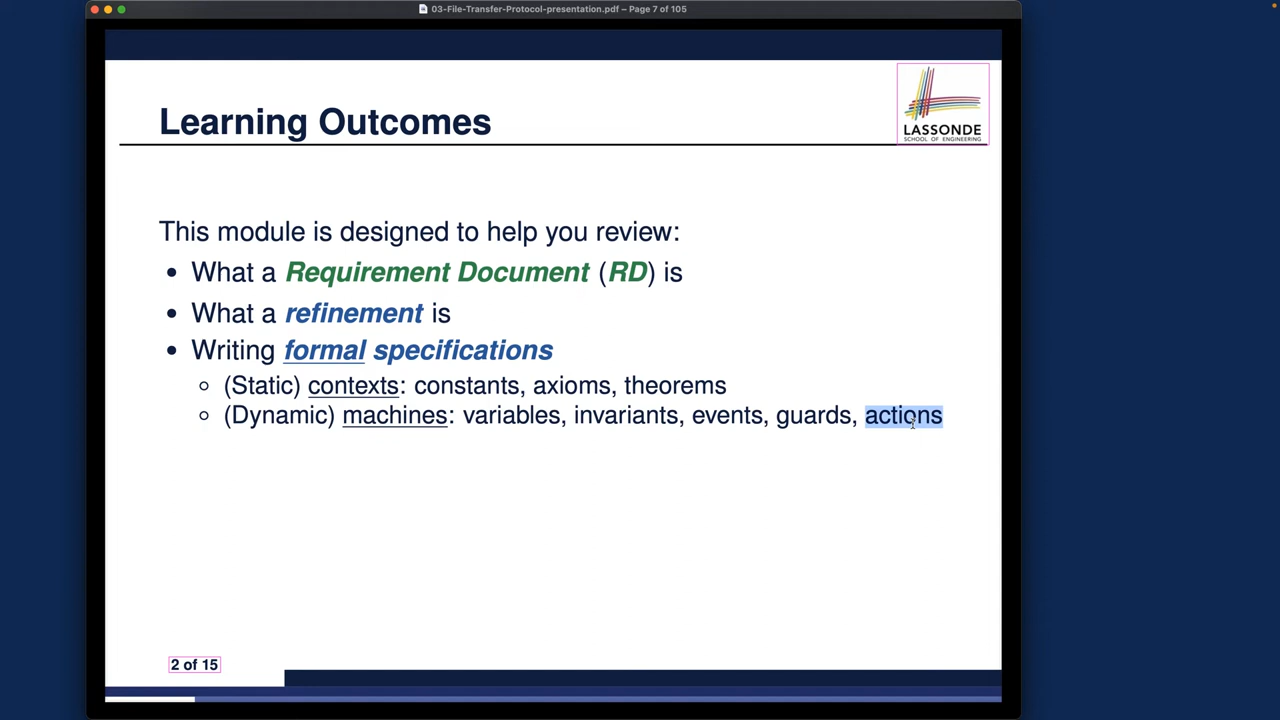 03-File-Transfer-Protocol-presentation.pdf – Page 7 of 105
Learning Outcomes
LASSONDE
SCHOOL OF ENGINEERING
This module is designed to help you review:
• What a Requirement Document (RD) is
• What a refinement is
• Writing formal specifications
◦ (Static) contexts: constants, axioms, theorems
◦ (Dynamic) machines: variables, invariants, events, guards, actions
2 of 15